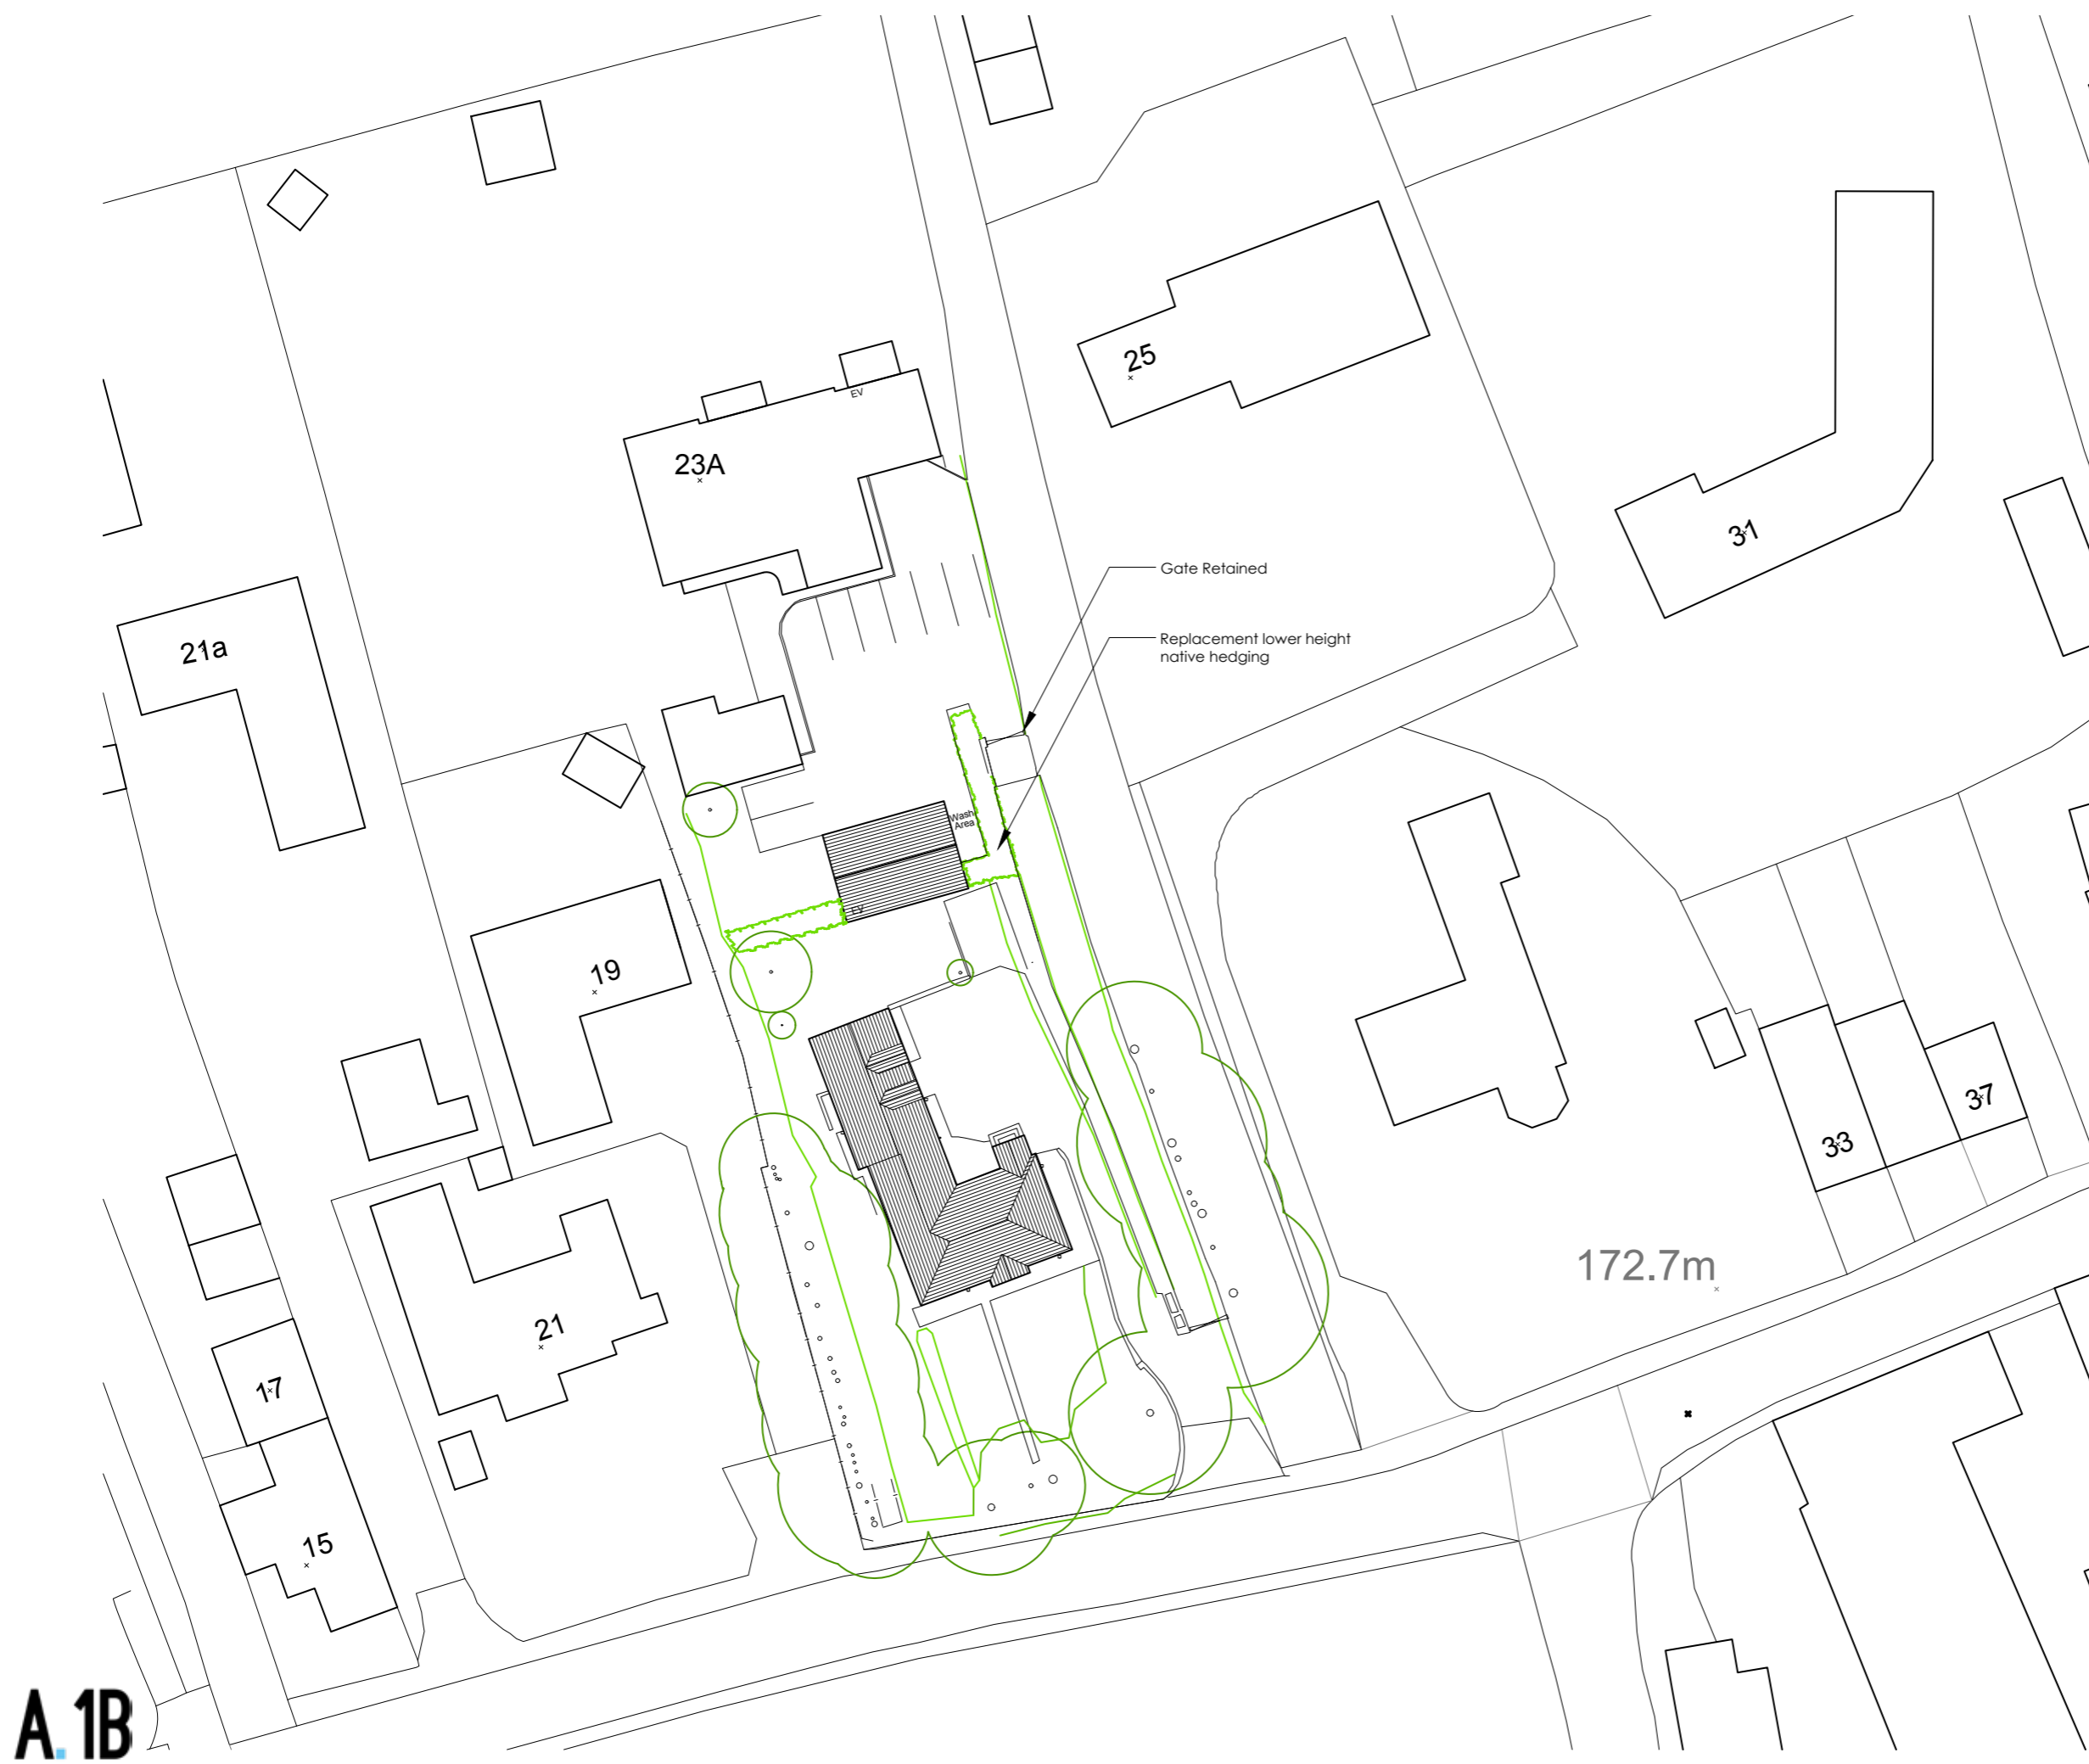 25
23A
EV
31
Gate Retained
Replacement lower height
native hedging
21a
Wash
Area
EV
19
37
33
172.7m
21
17
15
A.1B